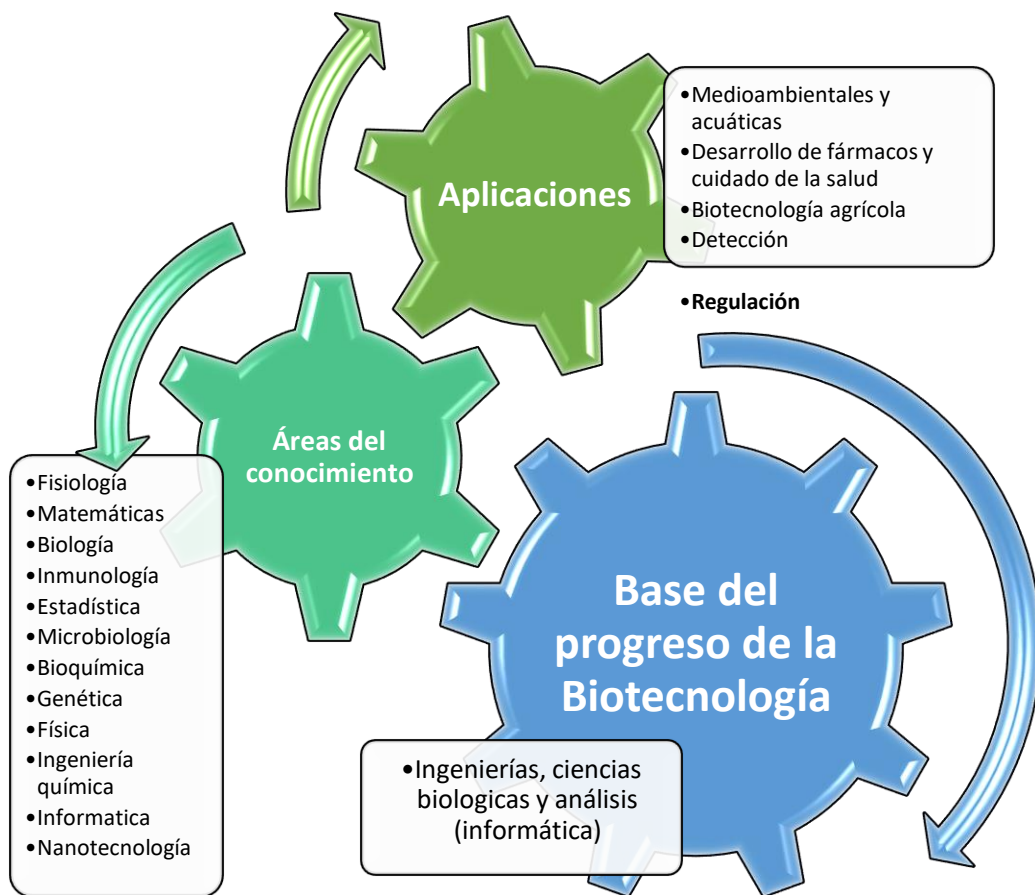 Aplicaciones
•Medioambientales y
acuáticas
•Desarrollo de fármacos y
cuidado de la salud
•Biotecnología agrícola
•Detección
•Regulación
Áreas del
conocimiento
•Fisiología
•Matemáticas
•Biología
•Inmunología
•Estadística
•Microbiología
•Bioquímica
•Genética
•Física
•Ingeniería
química
•Informatica
•Nanotecnología
Base del
progreso de la
Biotecnología
•Ingenierías, ciencias
biologicas y análisis
(informática)